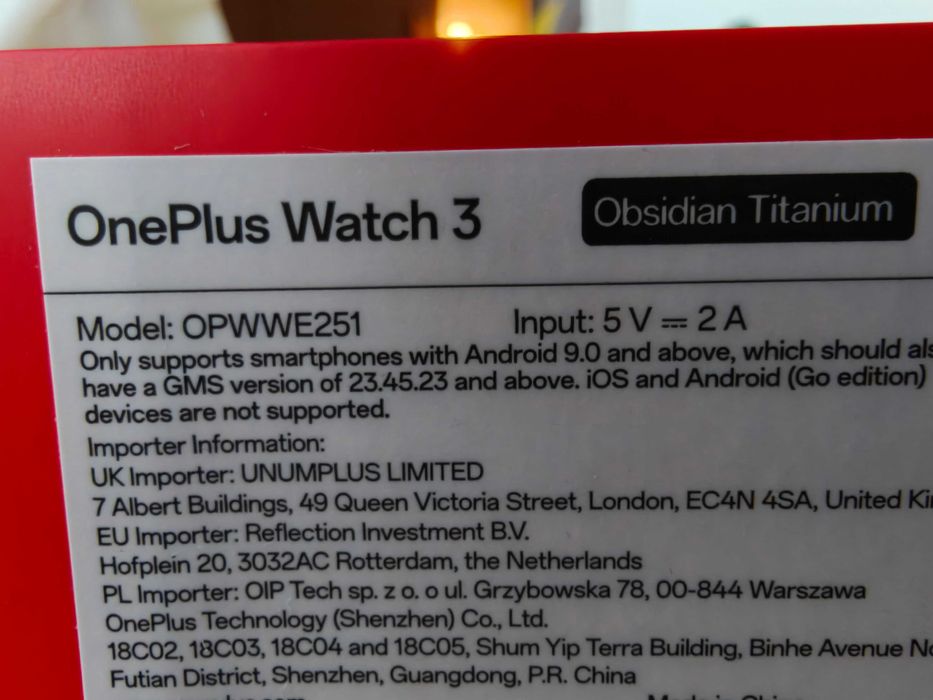 OnePlus Watch 3
Obsidian Titanium
Model: OPWWE251
Input: 5 V ⎓ 2 A
Only supports smartphones with Android 9.0 and above, which should
have a GMS version of 23.45.23 and above. iOS and Android (Go edition)
devices are not supported.
Importer Information:
UK Importer: UNUMPLUS LIMITED
7 Albert Buildings, 49 Queen Victoria Street, London, EC4N 4SA, United
EU Importer: Reflection Investment B.V.
Hofplein 20, 3032AC Rotterdam, the Netherlands
PL Importer: OIP Tech sp. z o. o ul. Grzybowska 78, 00-844 Warszawa
OnePlus Technology (Shenzhen) Co., Ltd.
18C02, 18C03, 18C04 and 18C05, Shum Yip Terra Building, Binhe Avenue
Futian District, Shenzhen, Guangdong, P.R. China
Made in China